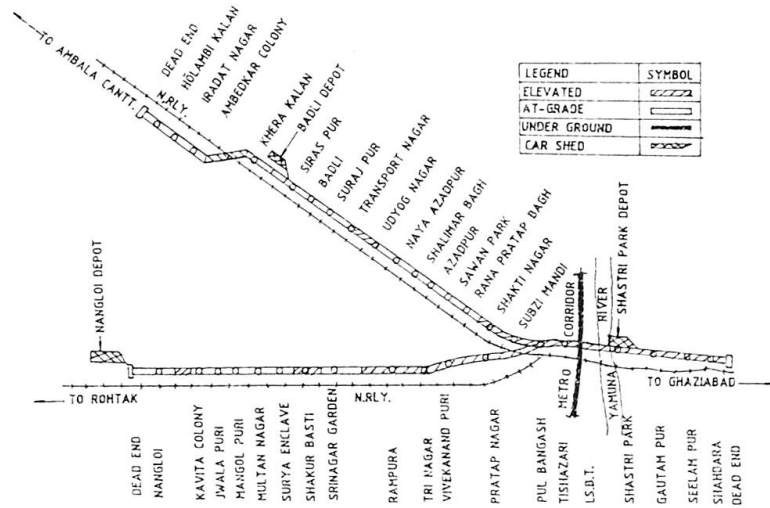 TO AMBALA CANTT.
DEAD END
HOLAMBI KALAN
IRADAT NAGAR
AMBEDKAR COLONY
N.RLY.
KHERA KALAN
BADLI DEPOT
SIRAS PUR
BADLI
SURAJ PUR
TRANSPORT NAGAR
UDYOG NAGAR
NAYA AZADPUR
SHALIMAR BAGH
AZADPUR
SAWAN PARK
RANA PRATAP BAGH
SHAKTI NAGAR
SUBZI MANDI
LEGEND SYMBOL
ELEVATED
AT-GRADE
UNDER GROUND
CAR SHED
NANGLOI DEPOT
METRO CORRIDOR
YAMUNA RIVER
SHASTRI PARK DEPOT
TO ROHTAK
N.RLY.
TO GHAZIABAD
DEAD END
NANGLOI
KAVITA COLONY
JWALA PURI
MANGOL PURI
MULTAN NAGAR
SURYA ENCLAVE
SHAKUR BASTI
SRINAGAR GARDEN
RAMPURA
TRI NAGAR
VIVEKANAND PURI
PRATAP NAGAR
PUL BANGASH
TISHAZARI
I.S.B.T.
SHASTRI PARK
GAUTAM PUR
SEELAM PUR
SHAHDARA
DEAD END